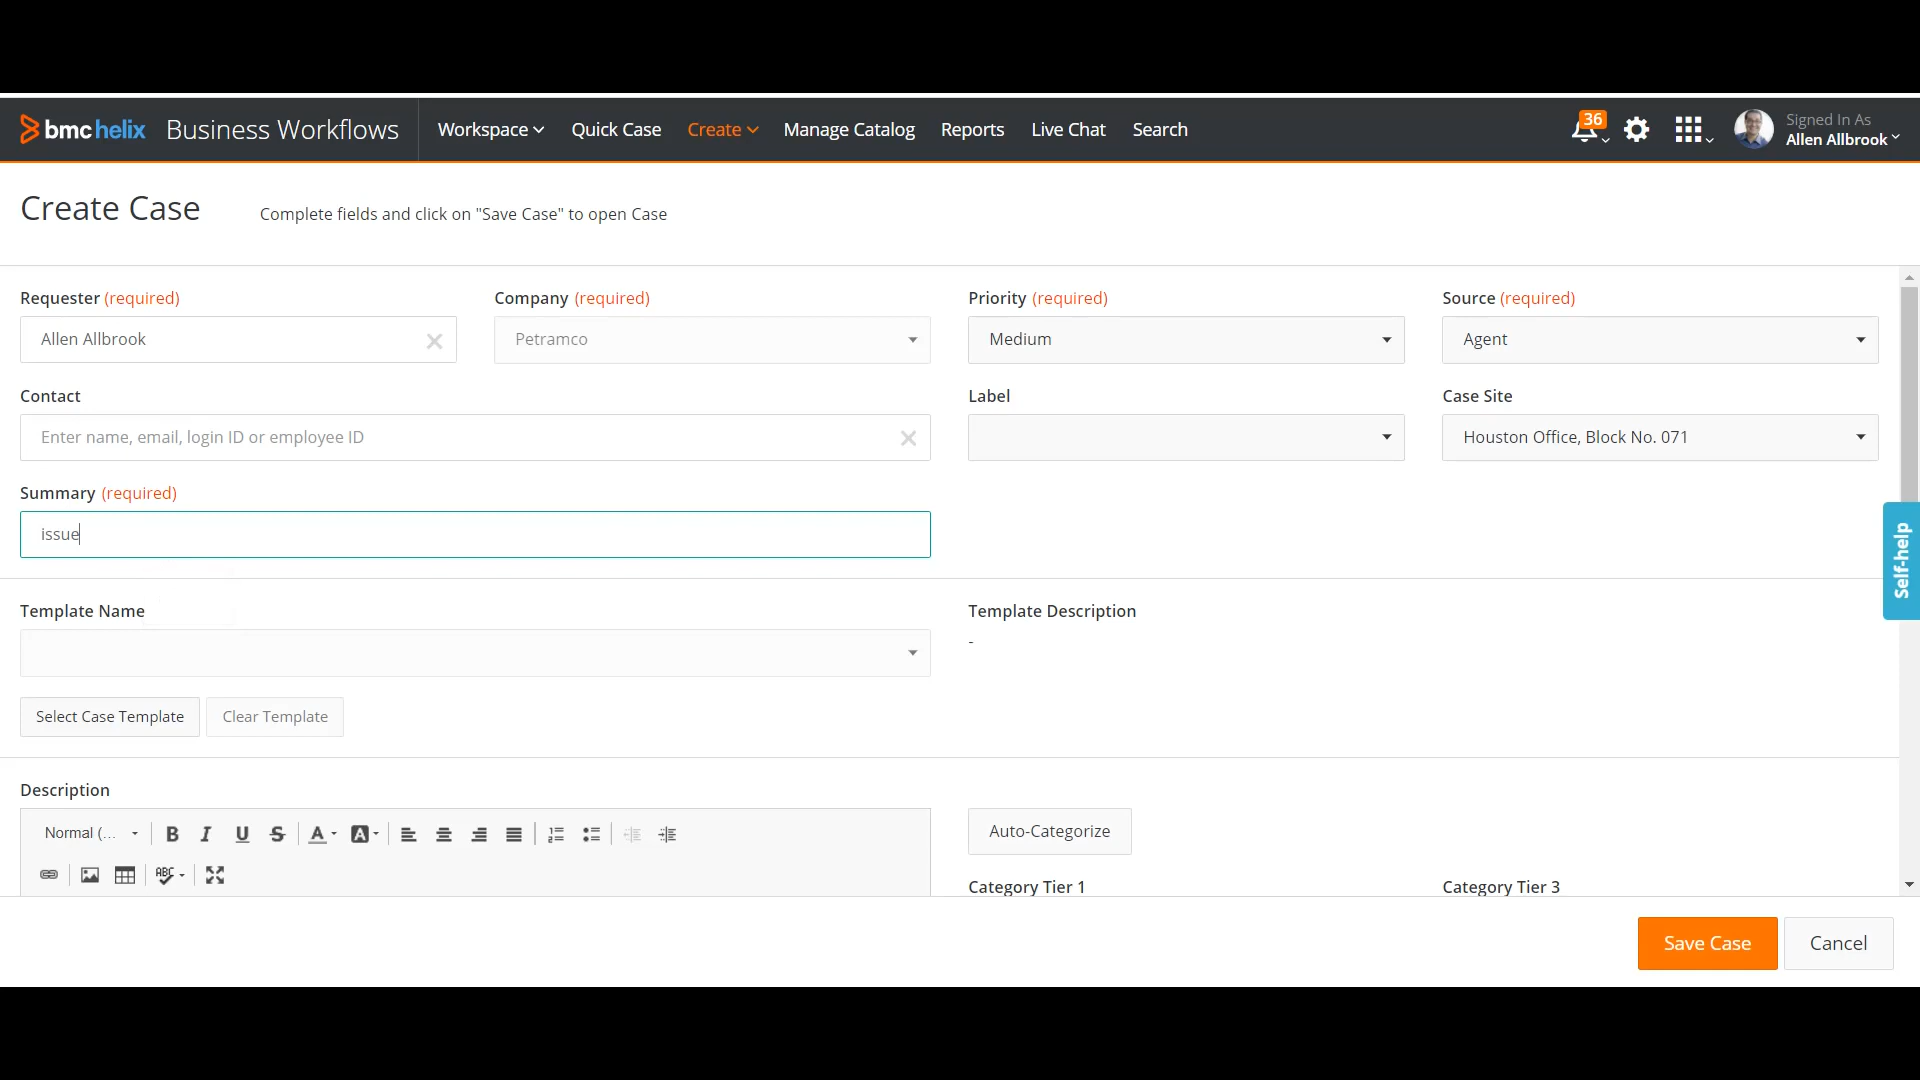 bmc helix Business Workflows Workspace Quick Case Create Manage Catalog Reports Live Chat Search 36 Signed In As
Allen Allbrook
Create Case Complete fields and click on "Save Case" to open Case
Requester (required) Company (required) Priority (required) Source (required)
Allen Allbrook Petramco Medium Agent
Contact Label Case Site
Enter name, email, login ID or employee ID Houston Office, Block No. 071
Summary (required)
issue
Self-help
Template Name Template Description
-
Select Case Template Clear Template
Description
Normal (... B I U S A A Auto-Categorize
ABC
Category Tier 1 Category Tier 3
Save Case Cancel